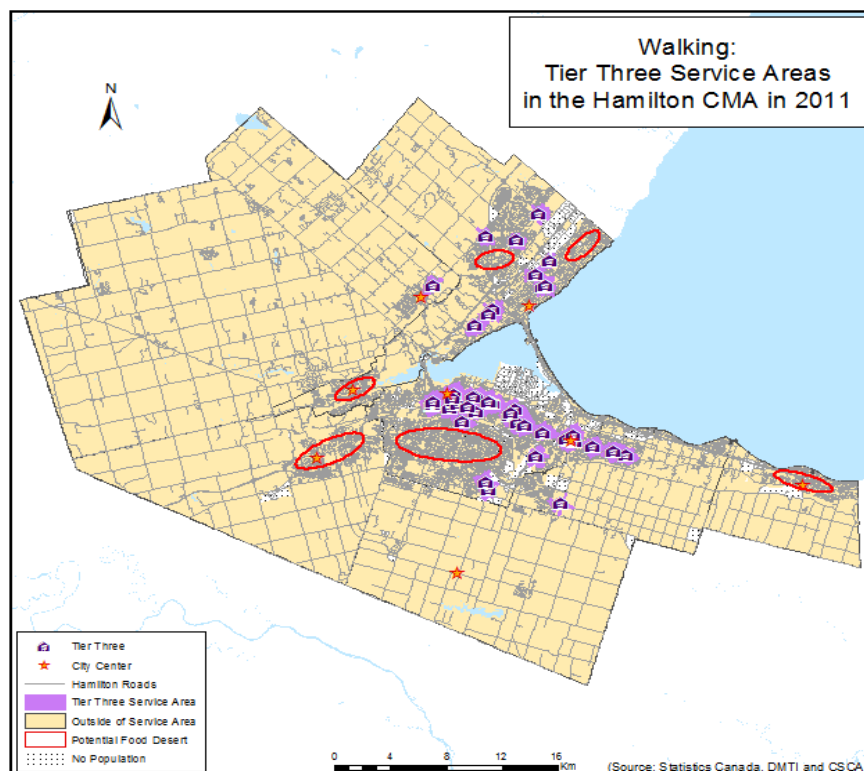 Walking:
Tier Three Service Areas
in the Hamilton CMA in 2011
N
Tier Three
City Center
Hamilton Roads
Tier Three Service Area
Outside of Service Area
Potential Food Desert
No Population
0 4 8 12 16
Km
(Source: Statistics Canada, DMTI and CSCA